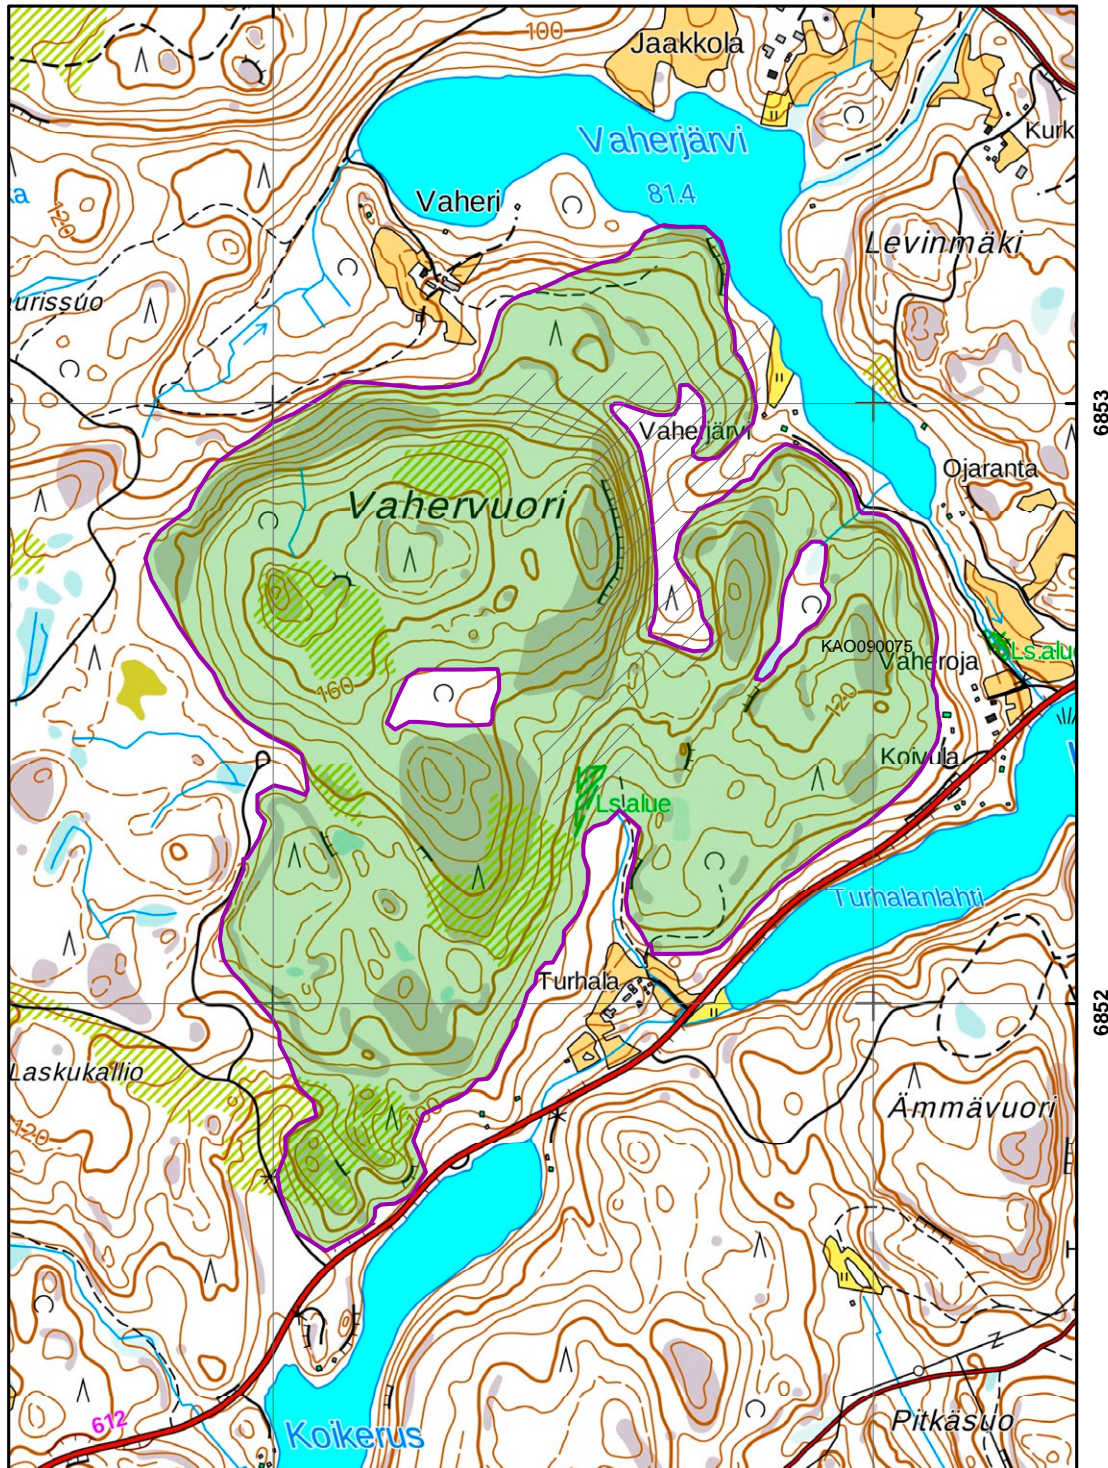 100
Jaakkola
Vaherjärvi
81.4
Kurk
Vaheri
120
Levinmäki
urissuo
6853
Vaherjärvi
Ojaranta
Vahervuori
KAO090075
Vaheroja
Ls.alue
160
120
Koivula
Ls.alue
Turhalanlahti
Turhala
6852
Laskukallio
Ämmävuori
120
612
Koikerus
Pitkäsuo